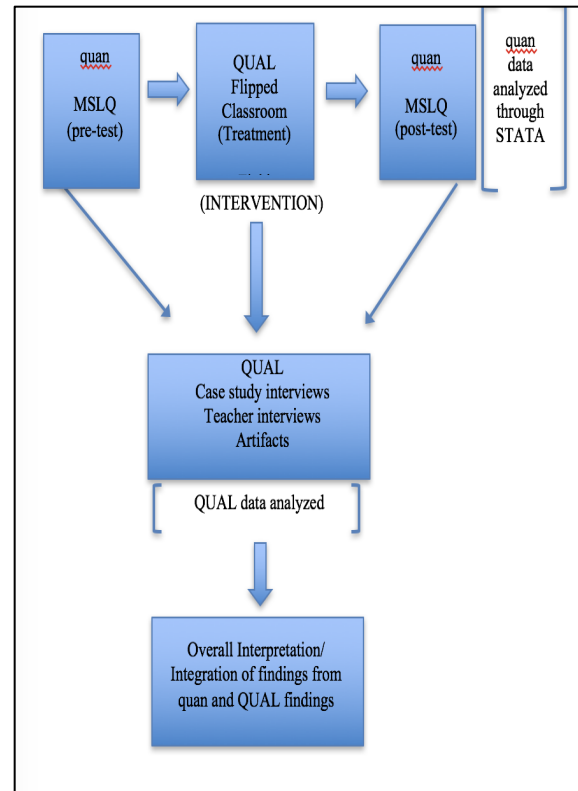 quan
MSLQ
(pre-test)
QUAL
Flipped
Classroom
(Treatment)
(INTERVENTION)
quan
MSLQ
(post-test)
quan
data
analyzed
through
STATA
QUAL
Case study interviews
Teacher interviews
Artifacts
QUAL data analyzed
Overall Interpretation/
Integration of findings from
quan and QUAL findings